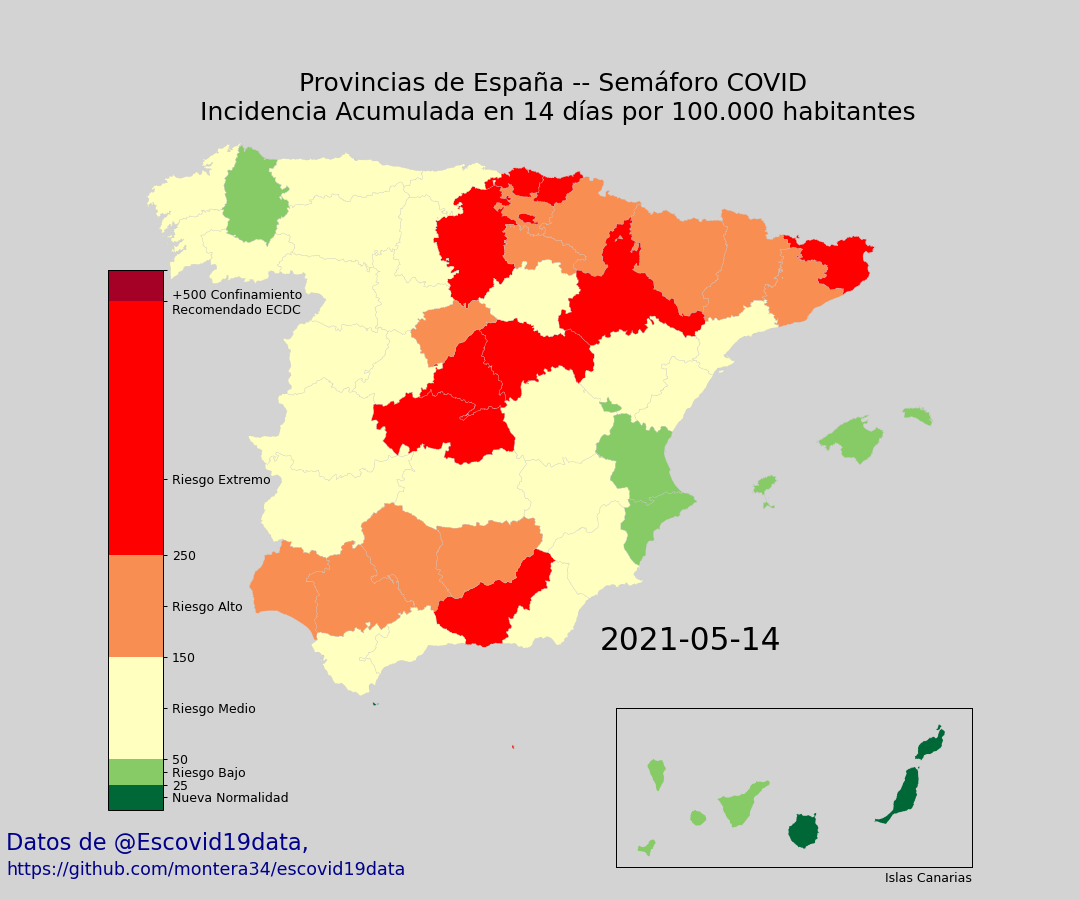 Provincias de España -- Semáforo COVID
Incidencia Acumulada en 14 días por 100.000 habitantes
+500 Confinamiento
Recomendado ECDC
Riesgo Extremo
250
Riesgo Alto
150
Riesgo Medio
50
Riesgo Bajo
25
Nueva Normalidad
2021-05-14
Datos de @Escovid19data,
https://github.com/montera34/escovid19data
Islas Canarias